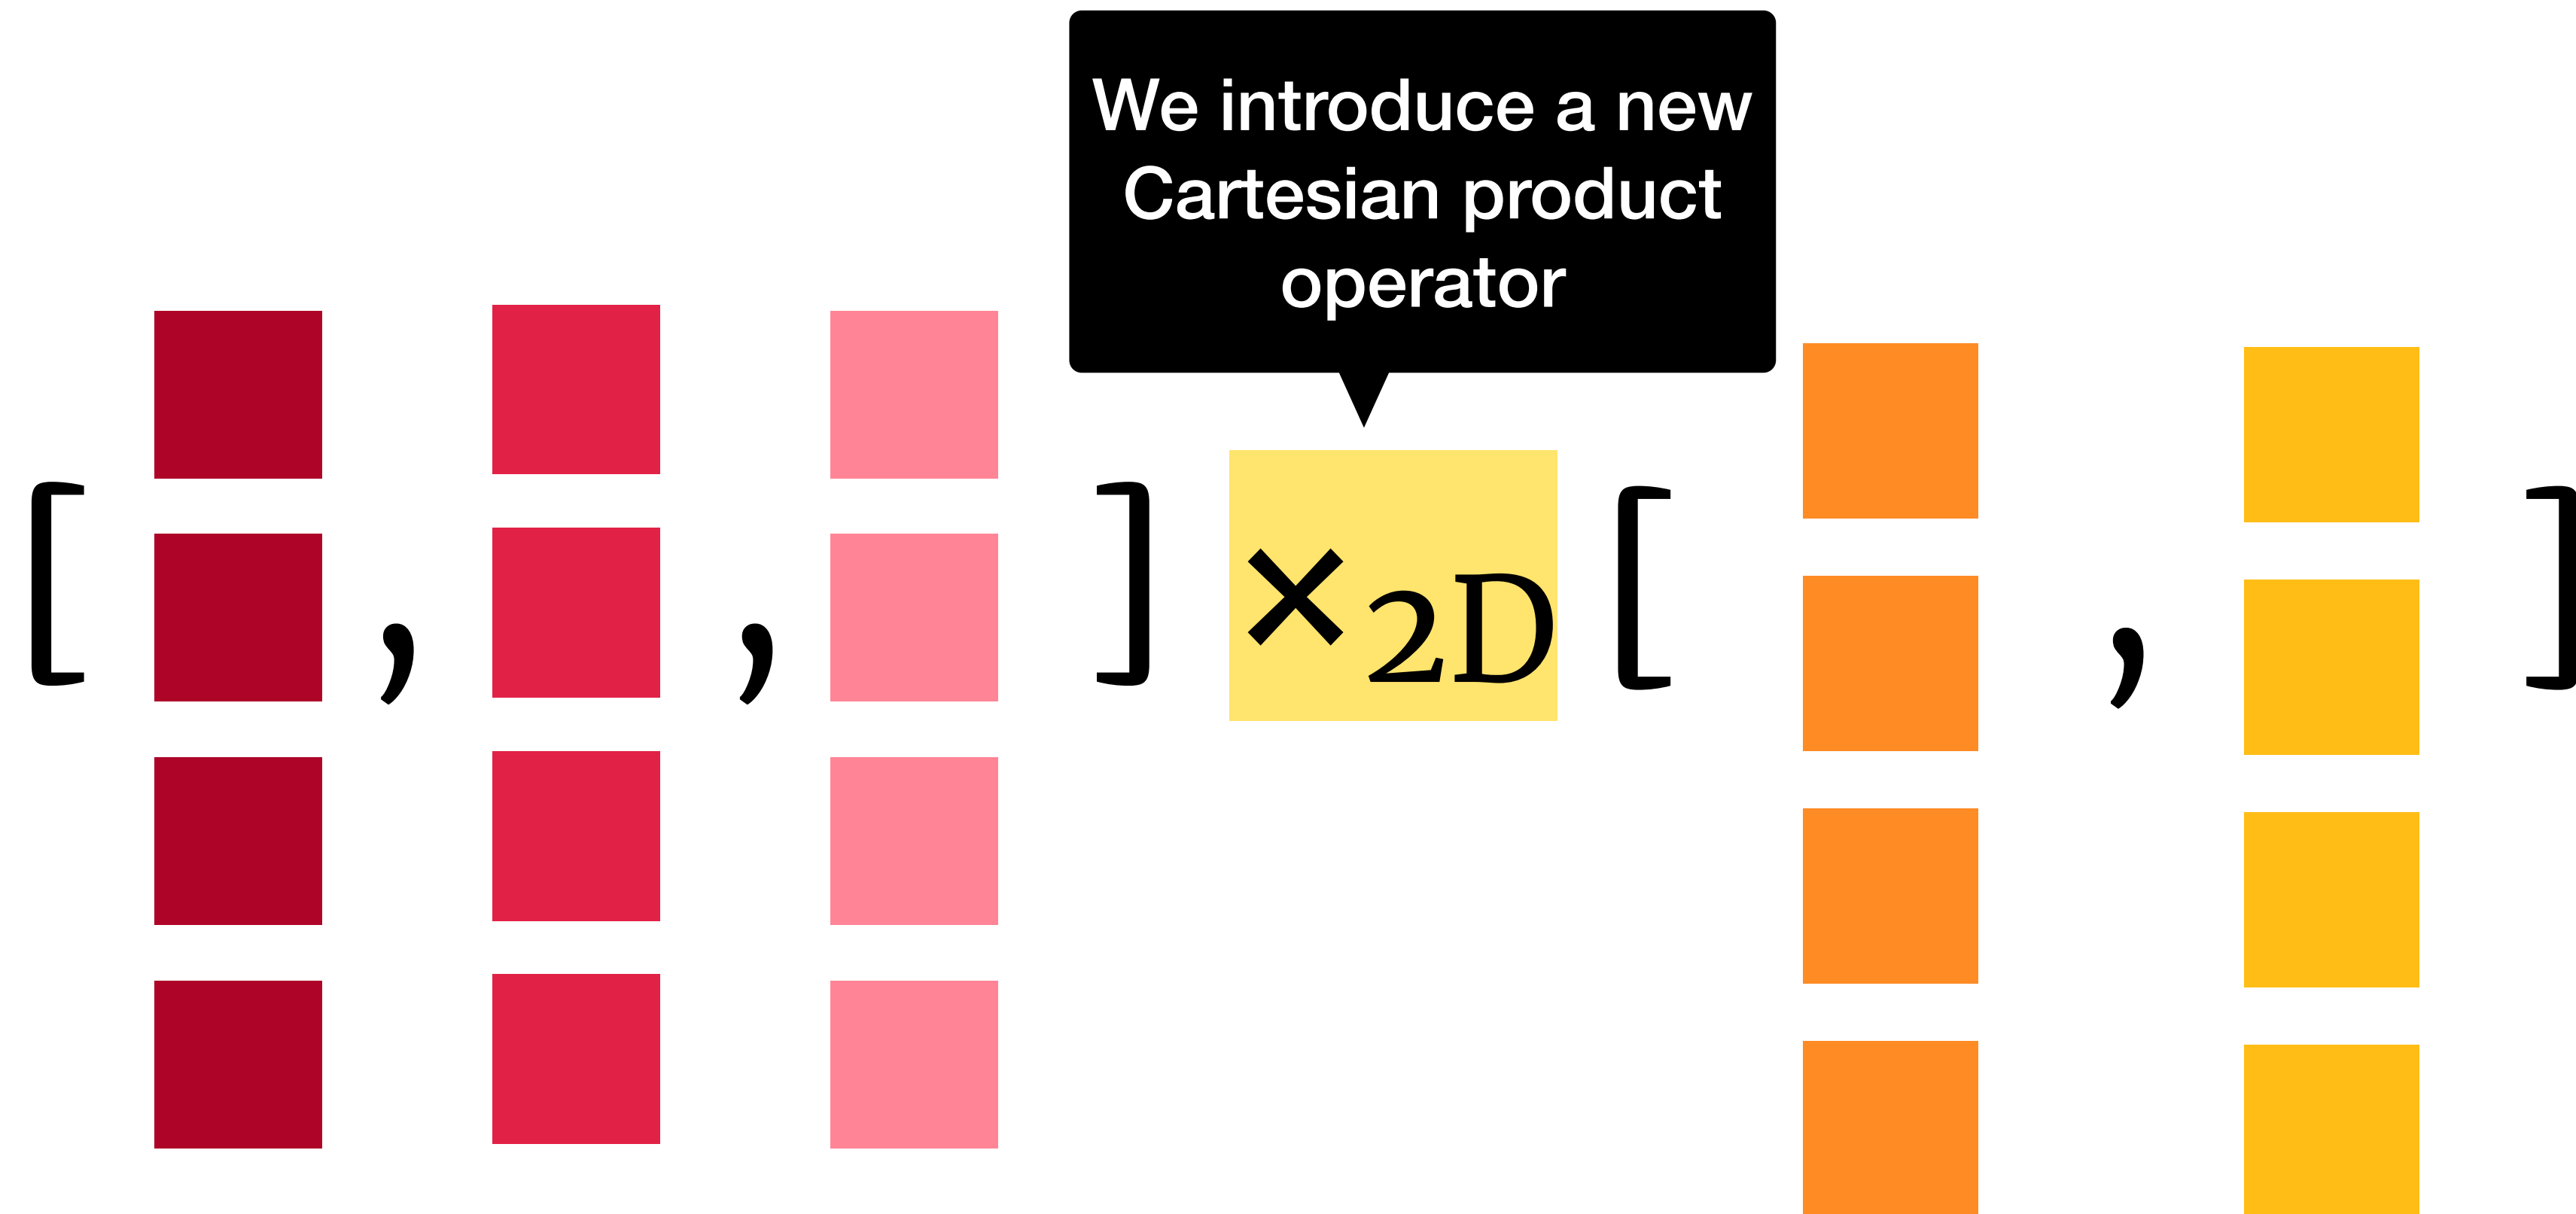 We introduce a new
Cartesian product
operator
[ , , ] ×2D [ , ]